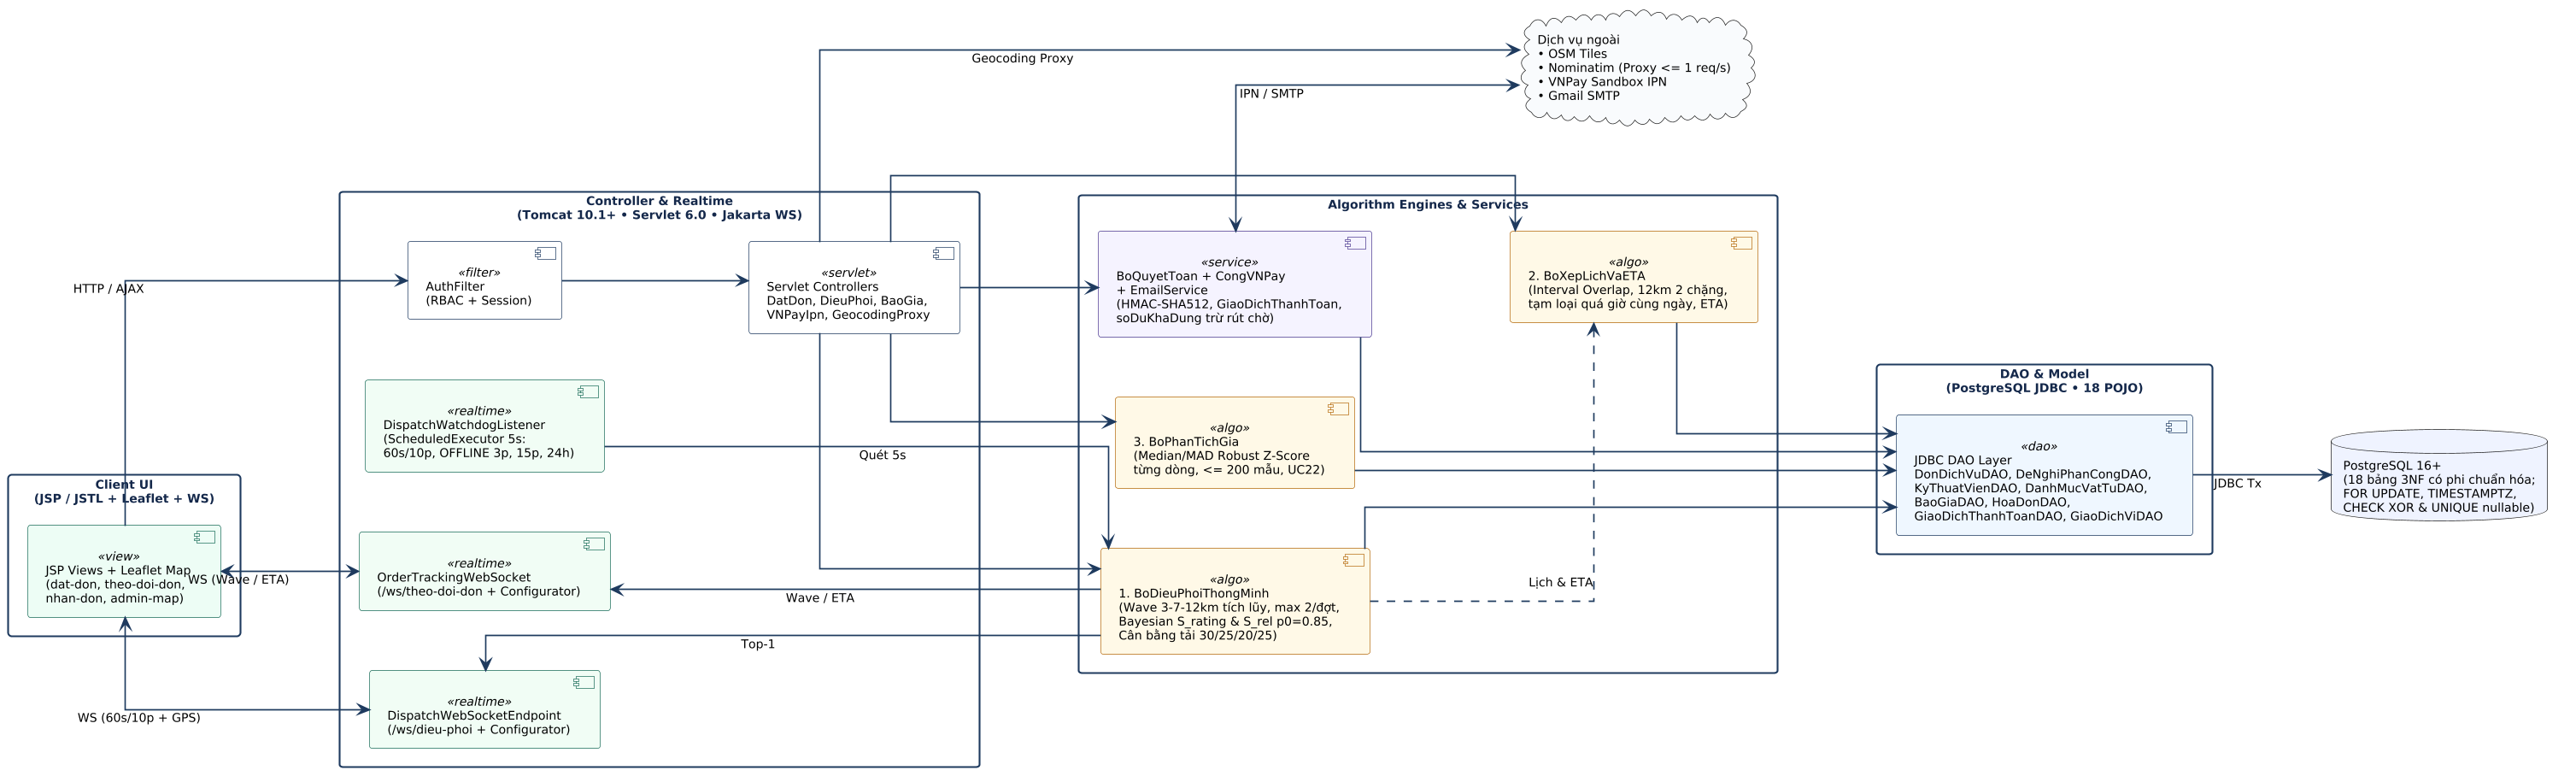 Dịch vụ ngoài
• OSM Tiles
• Nominatim (Proxy <= 1 req/s)
• VNPay Sandbox IPN
• Gmail SMTP
Geocoding Proxy
IPN / SMTP
Controller & Realtime
(Tomcat 10.1+ • Servlet 6.0 • Jakarta WS)
«filter»
AuthFilter
(RBAC + Session)
«servlet»
Servlet Controllers
DatDon, DieuPhoi, BaoGia,
VNPayIpn, GeocodingProxy
«realtime»
DispatchWatchdogListener
(ScheduledExecutor 5s:
60s/10p, OFFLINE 3p, 15p, 24h)
«realtime»
OrderTrackingWebSocket
(/ws/theo-doi-don + Configurator)
«realtime»
DispatchWebSocketEndpoint
(/ws/dieu-phoi + Configurator)
HTTP / AJAX
Client UI
(JSP / JSTL + Leaflet + WS)
«view»
JSP Views + Leaflet Map
(dat-don, theo-doi-don,
nhan-don, admin-map)
WS (Wave / ETA)
WS (60s/10p + GPS)
Quét 5s
Wave / ETA
Top-1
Algorithm Engines & Services
«service»
BoQuyetToan + CongVNPay
+ EmailService
(HMAC-SHA512, GiaoDichThanhToan,
soDuKhaDung trừ rút chờ)
«algo»
2. BoXepLichVaETA
(Interval Overlap, 12km 2 chặng,
tạm loại quá giờ cùng ngày, ETA)
«algo»
3. BoPhanTichGia
(Median/MAD Robust Z-Score
từng dòng, <= 200 mẫu, UC22)
«algo»
1. BoDieuPhoiThongMinh
(Wave 3-7-12km tích lũy, max 2/đợt,
Bayesian S_rating & S_rel p0=0.85,
Cân bằng tải 30/25/20/25)
Lịch & ETA
DAO & Model
(PostgreSQL JDBC • 18 POJO)
«dao»
JDBC DAO Layer
DonDichVuDAO, DeNghiPhanCongDAO,
KyThuatVienDAO, DanhMucVatTuDAO,
BaoGiaDAO, HoaDonDAO,
GiaoDichThanhToanDAO, GiaoDichViDAO
JDBC Tx
PostgreSQL 16+
(18 bảng 3NF có phi chuẩn hóa;
FOR UPDATE, TIMESTAMPTZ,
CHECK XOR & UNIQUE nullable)